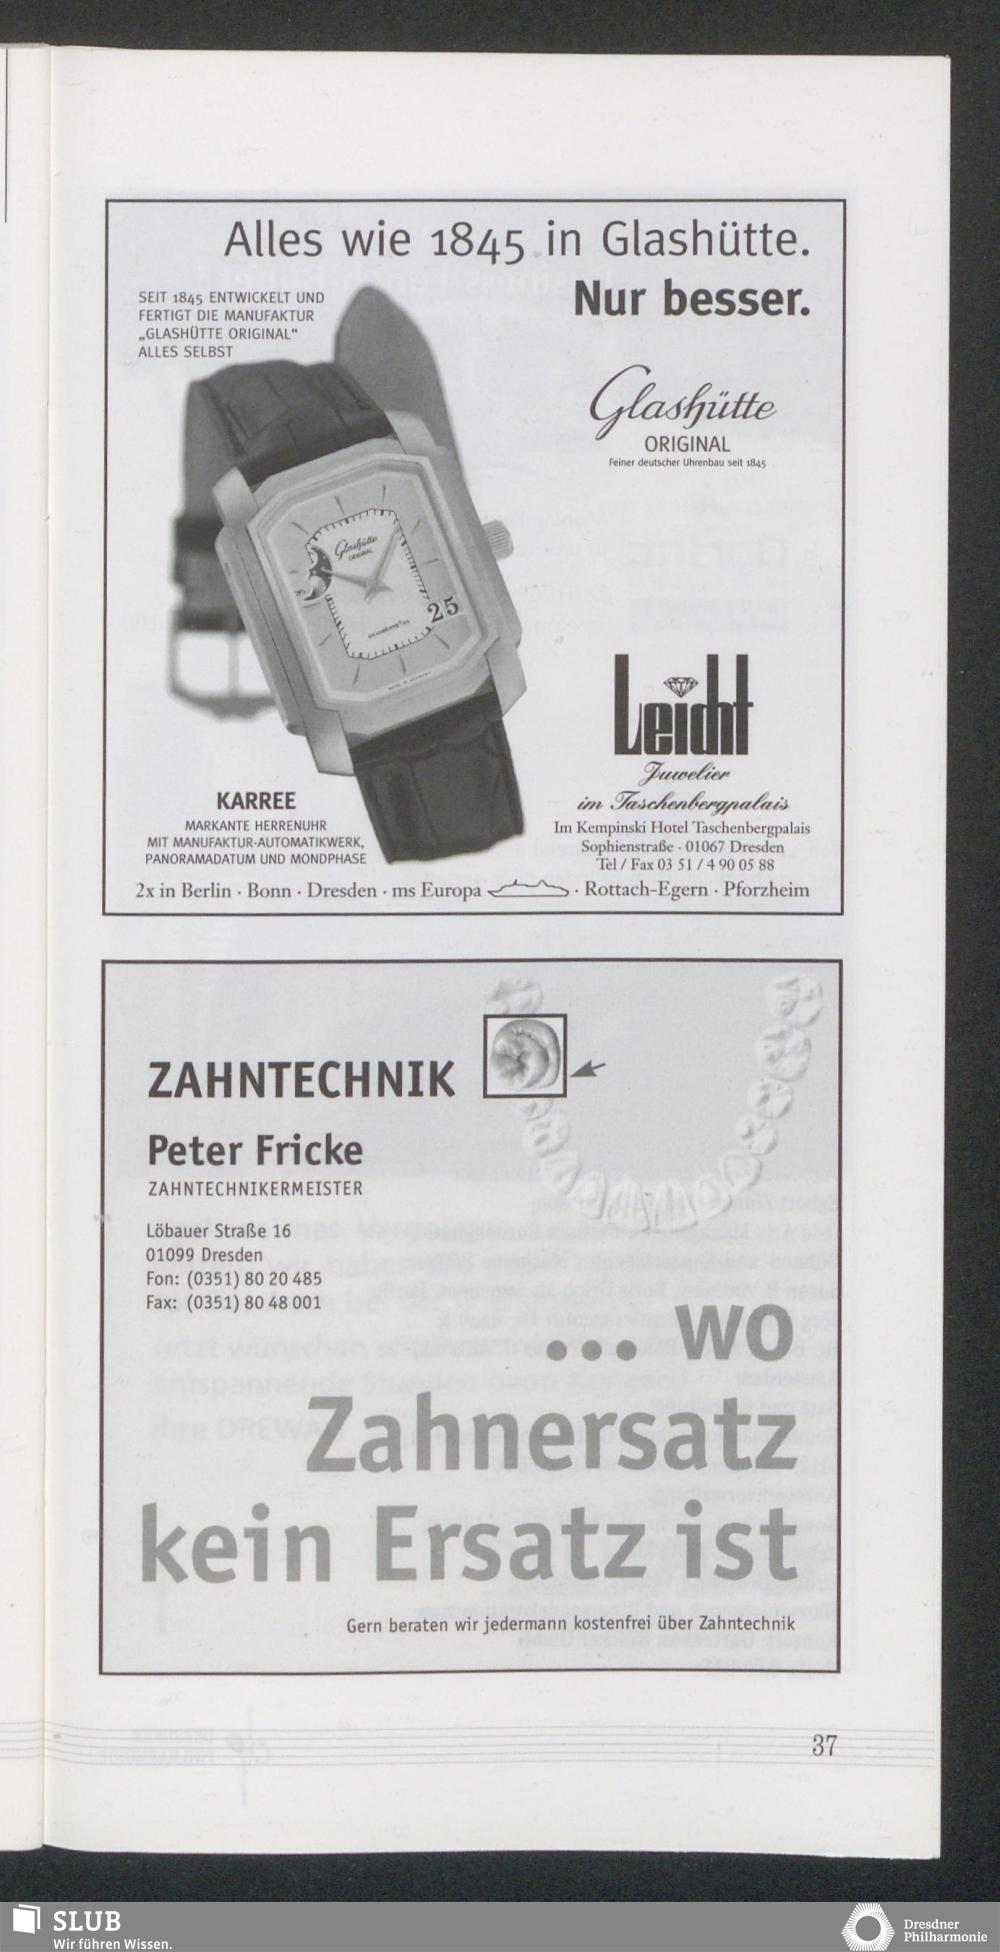 Alles wie 1845 in Glashütte.
Nur besser.
SEIT 1845 ENTWICKELT UND
FERTIGT DIE MANUFAKTUR
„GLASHÜTTE ORIGINAL“
ALLES SELBST
Glashütte
ORIGINAL
Feiner deutscher Uhrenbau seit 1845
Glashütte
ORIGINAL
25
Leicht
Juwelier
im Taschenbergpalais
KARREE
MARKANTE HERRENUHR
MIT MANUFAKTUR-AUTOMATIKWERK,
PANORAMADATUM UND MONDPHASE
Im Kempinski Hotel Taschenbergpalais
Sophienstraße · 01067 Dresden
Tel / Fax 03 51 / 4 90 05 88
2x in Berlin · Bonn · Dresden · ms Europa · Rottach-Egern · Pforzheim
ZAHNTECHNIK
Peter Fricke
ZAHNTECHNIKERMEISTER
Löbauer Straße 16
01099 Dresden
Fon: (0351) 80 20 485
Fax: (0351) 80 48 001
... wo
Zahnersatz
kein Ersatz ist
Gern beraten wir jedermann kostenfrei über Zahntechnik
37
SLUB
Wir führen Wissen.
Dresdner
Philharmonie